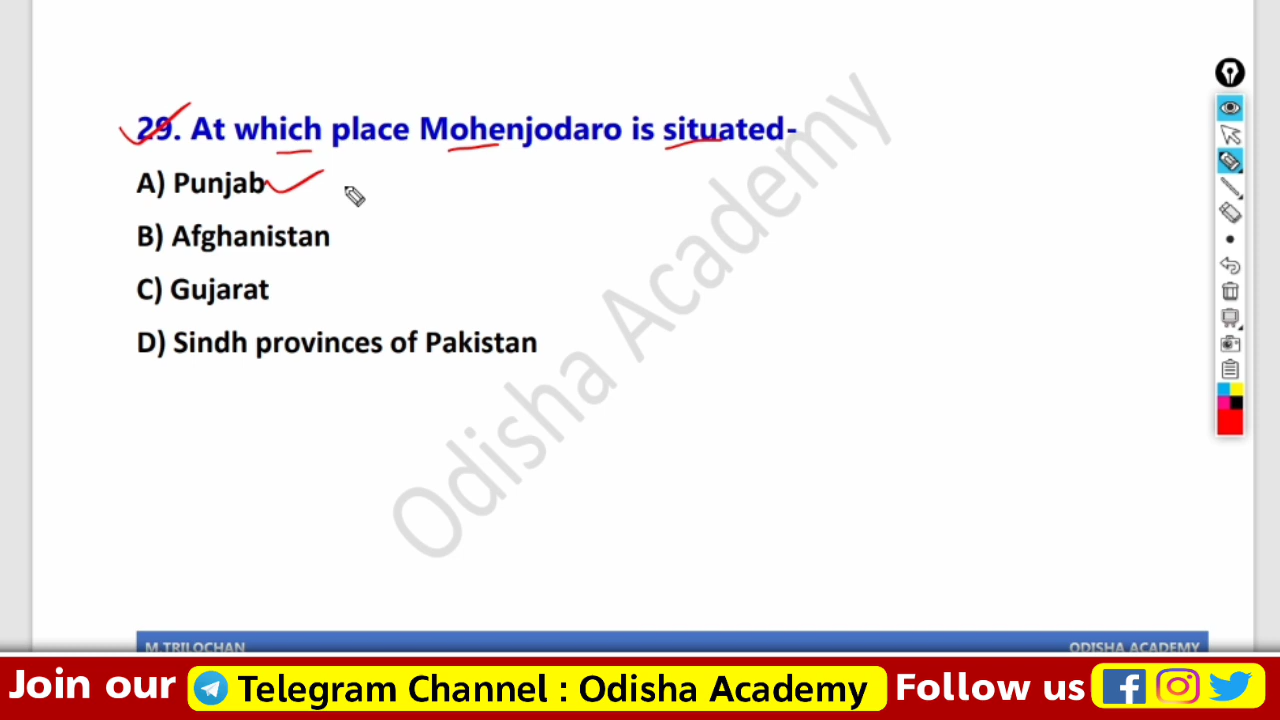 29. At which place Mohenjodaro is situated-
A) Punjab
B) Afghanistan
C) Gujarat
D) Sindh provinces of Pakistan
Odisha Academy
M TRILOCHAN ODISHA ACADEMY
Join our Telegram Channel : Odisha Academy Follow us